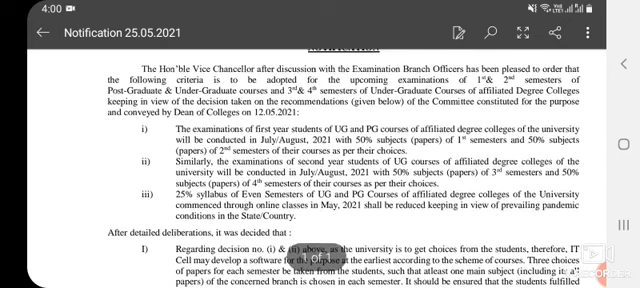 4:00
Notification 25.05.2021
The Hon'ble Vice Chancellor after discussion with the Examination Branch Officers has been pleased to order that
the following criteria is to be adopted for the upcoming examinations of 1st& 2nd semesters of
Post-Graduate & Under-Graduate courses and 3rd& 4th semesters of Under-Graduate Courses of affiliated Degree Colleges
keeping in view of the decision taken on the recommendations (given below) of the Committee constituted for the purpose
and conveyed by Dean of Colleges on 12.05.2021:
i) The examinations of first year students of UG and PG courses of affiliated degree colleges of the university
will be conducted in July/August, 2021 with 50% subjects (papers) of 1st semesters and 50% subjects
(papers) of 2nd semesters of their courses as per their choices.
ii) Similarly, the examinations of second year students of UG courses of affiliated degree colleges of the
university will be conducted in July/August, 2021 with 50% subjects (papers) of 3rd semesters and 50%
subjects (papers) of 4th semesters of their courses as per their choices.
iii) 25% syllabus of Even Semesters of UG and PG Courses of affiliated degree colleges of the University
commenced through online classes in May, 2021 shall be reduced keeping in view of prevailing pandemic
conditions in the State/Country.
After detailed deliberations, it was decided that :
I) Regarding decision no. (i) & (ii) above, as the university is to get choices from the students, therefore, IT
Cell may develop a software for the purpose at the earliest according to the scheme of courses. Three choices
1 of 1
of papers for each semester be taken from the students, such that atleast one main subject (including its all
papers) of the concerned branch is chosen in each semester. It should be ensured that the students fulfilled
RECORDER